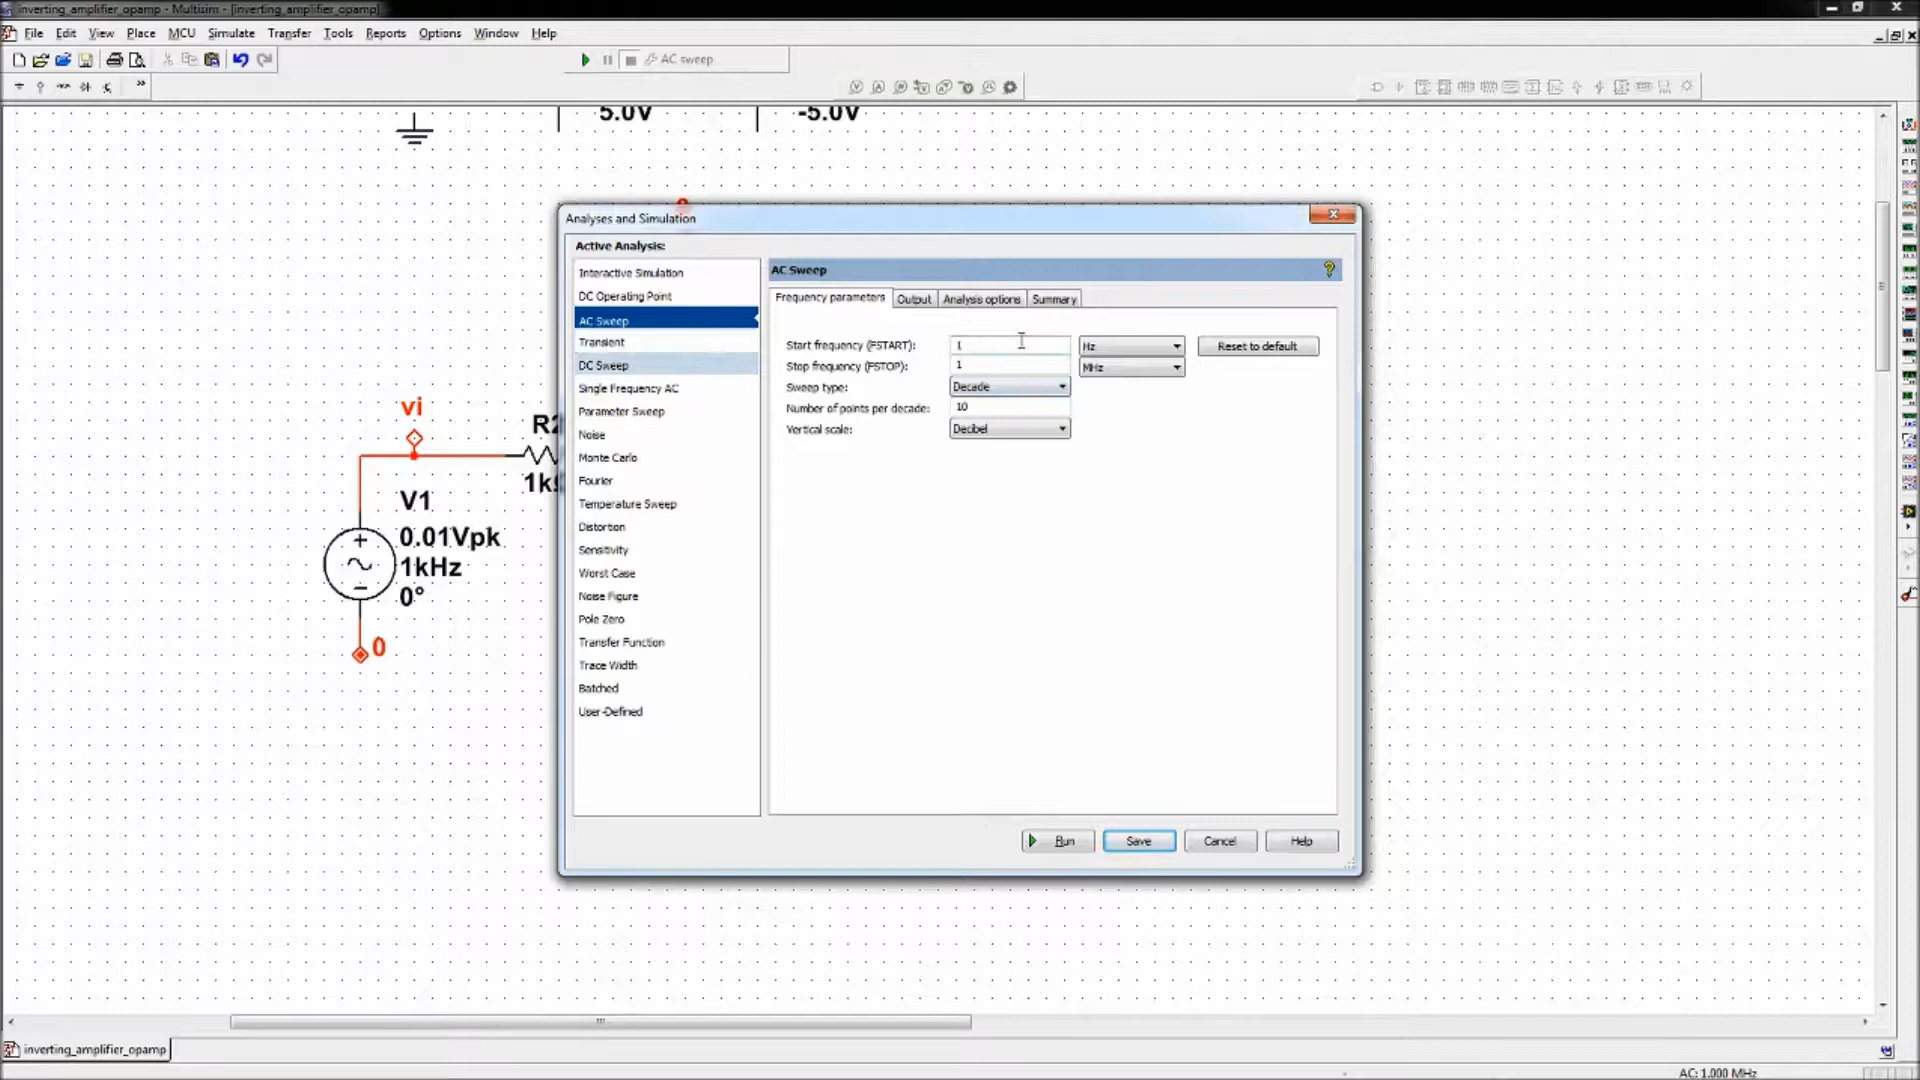 inverting_amplifier_opamp - Multisim - [inverting_amplifier_opamp]
File Edit View Place MCU Simulate Transfer Tools Reports Options Window Help
AC sweep
5.0V -5.0V
Analyses and Simulation
Active Analysis:
Interactive Simulation
DC Operating Point
AC Sweep
Transient
DC Sweep
Single Frequency AC
Parameter Sweep
Noise
Monte Carlo
Fourier
Temperature Sweep
Distortion
Sensitivity
Worst Case
Noise Figure
Pole Zero
Transfer Function
Trace Width
Batched
User-Defined
AC Sweep
Frequency parameters Output Analysis options Summary
Start frequency (FSTART): 1 Hz Reset to default
Stop frequency (FSTOP): 1 MHz
Sweep type: Decade
Number of points per decade: 10
Vertical scale: Decibel
Run Save Cancel Help
vi
R2
V1
0.01Vpk
1kHz
0°
0
inverting_amplifier_opamp
AC: 1.000 MHz